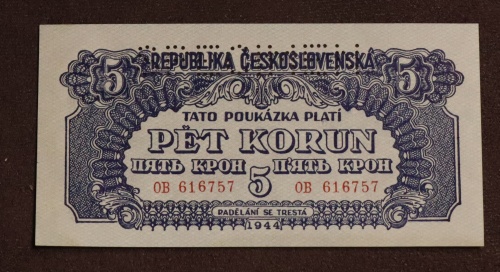 REPUBLIKA ČESKOSLOVENSKÁ
5 5
TATO POUKÁZKA PLATÍ
PĚT KORUN
ПЯТЬ КРОН П'ЯТЬ КРОН
OB 616757 5 OB 616757
PADĚLÁNÍ SE TRESTÁ
1944